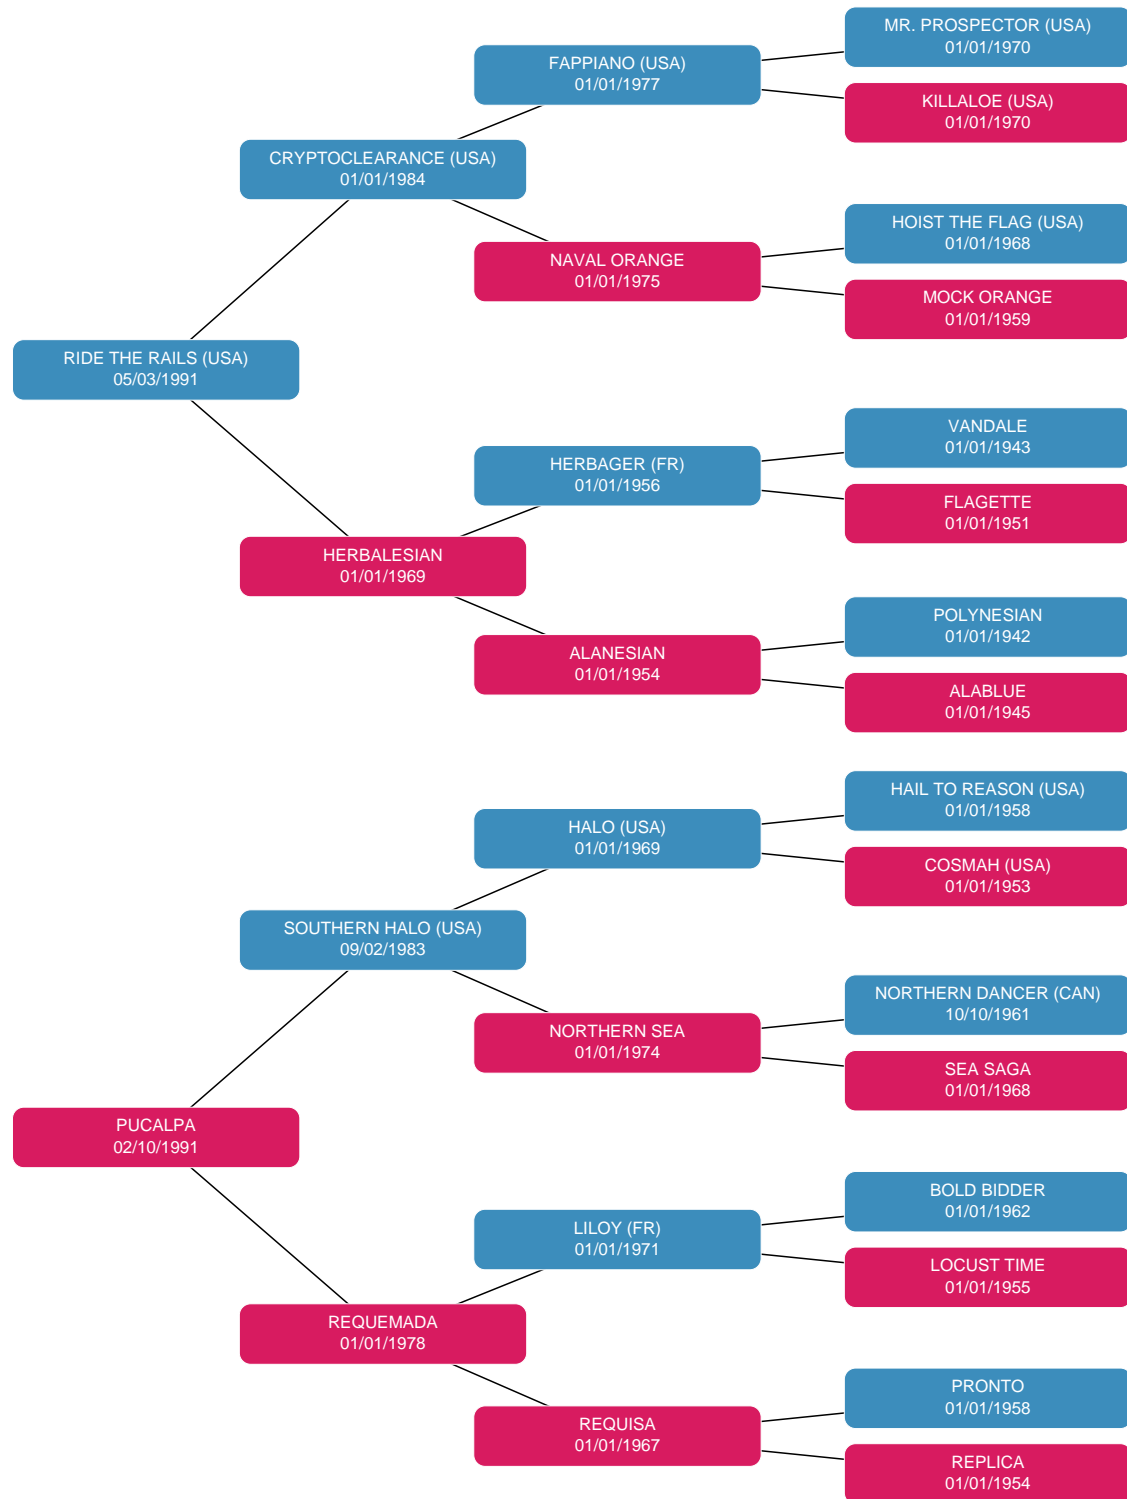 MR. PROSPECTOR (USA)
01/01/1970
FAPPIANO (USA)
01/01/1977
KILLALOE (USA)
01/01/1970
CRYPTOCLEARANCE (USA)
01/01/1984
HOIST THE FLAG (USA)
01/01/1968
NAVAL ORANGE
01/01/1975
MOCK ORANGE
01/01/1959
RIDE THE RAILS (USA)
05/03/1991
VANDALE
01/01/1943
HERBAGER (FR)
01/01/1956
FLAGETTE
01/01/1951
HERBALESIAN
01/01/1969
POLYNESIAN
01/01/1942
ALANESIAN
01/01/1954
ALABLUE
01/01/1945
HAIL TO REASON (USA)
01/01/1958
HALO (USA)
01/01/1969
COSMAH (USA)
01/01/1953
SOUTHERN HALO (USA)
09/02/1983
NORTHERN DANCER (CAN)
10/10/1961
NORTHERN SEA
01/01/1974
SEA SAGA
01/01/1968
PUCALPA
02/10/1991
BOLD BIDDER
01/01/1962
LILOY (FR)
01/01/1971
LOCUST TIME
01/01/1955
REQUEMADA
01/01/1978
PRONTO
01/01/1958
REQUISA
01/01/1967
REPLICA
01/01/1954